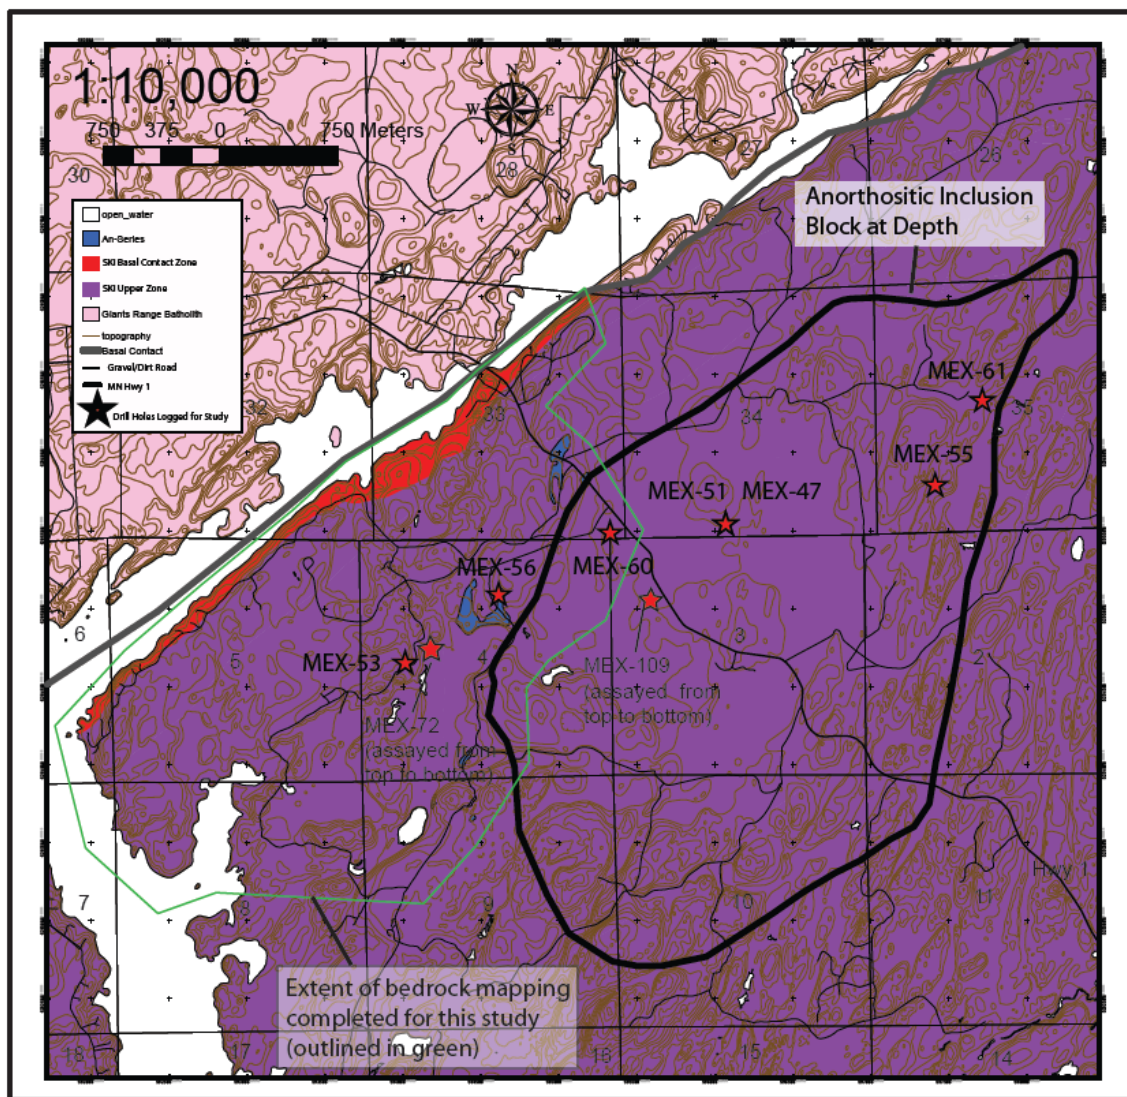 1:10,000
750 375 0 750 Meters
N
W E
S
30
28
27
26
open_water
An-Series
SKI Basal Contact Zone
SKI Upper Zone
Giants Range Batholith
topography
Basal Contact
Gravel/Dirt Road
MN Hwy 1
Drill Holes Logged for Study
Anorthositic Inclusion
Block at Depth
32
33
34
35
MEX-61
MEX-55
MEX-51 MEX-47
MEX-56
MEX-60
MEX-53
6
5
4
3
2
MEX-109
(assayed from
top to bottom)
MEX-72
(assayed from
top to bottom)
Hwy 1
7
8
9
10
11
Extent of bedrock mapping
completed for this study
(outlined in green)
18
17
16
15
14